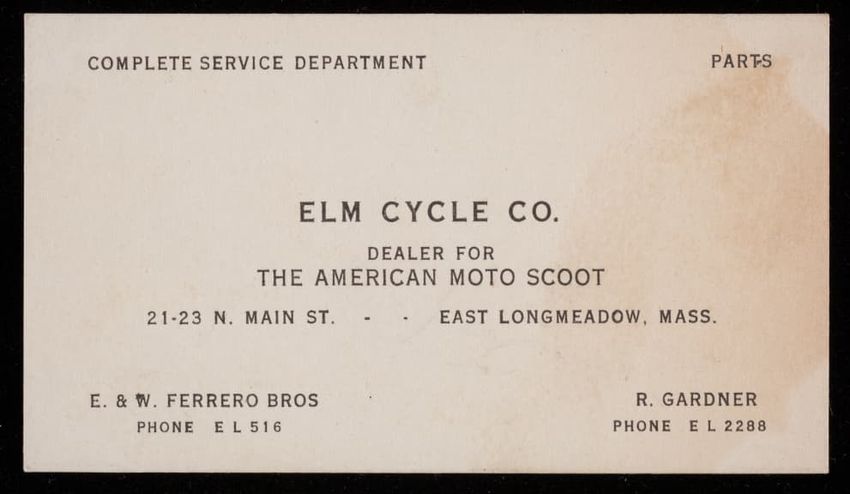 COMPLETE SERVICE DEPARTMENT PARTS
ELM CYCLE CO.
DEALER FOR
THE AMERICAN MOTO SCOOT
21-23 N. MAIN ST. - - EAST LONGMEADOW, MASS.
E. & W. FERRERO BROS R. GARDNER
PHONE E L 516 PHONE E L 2288